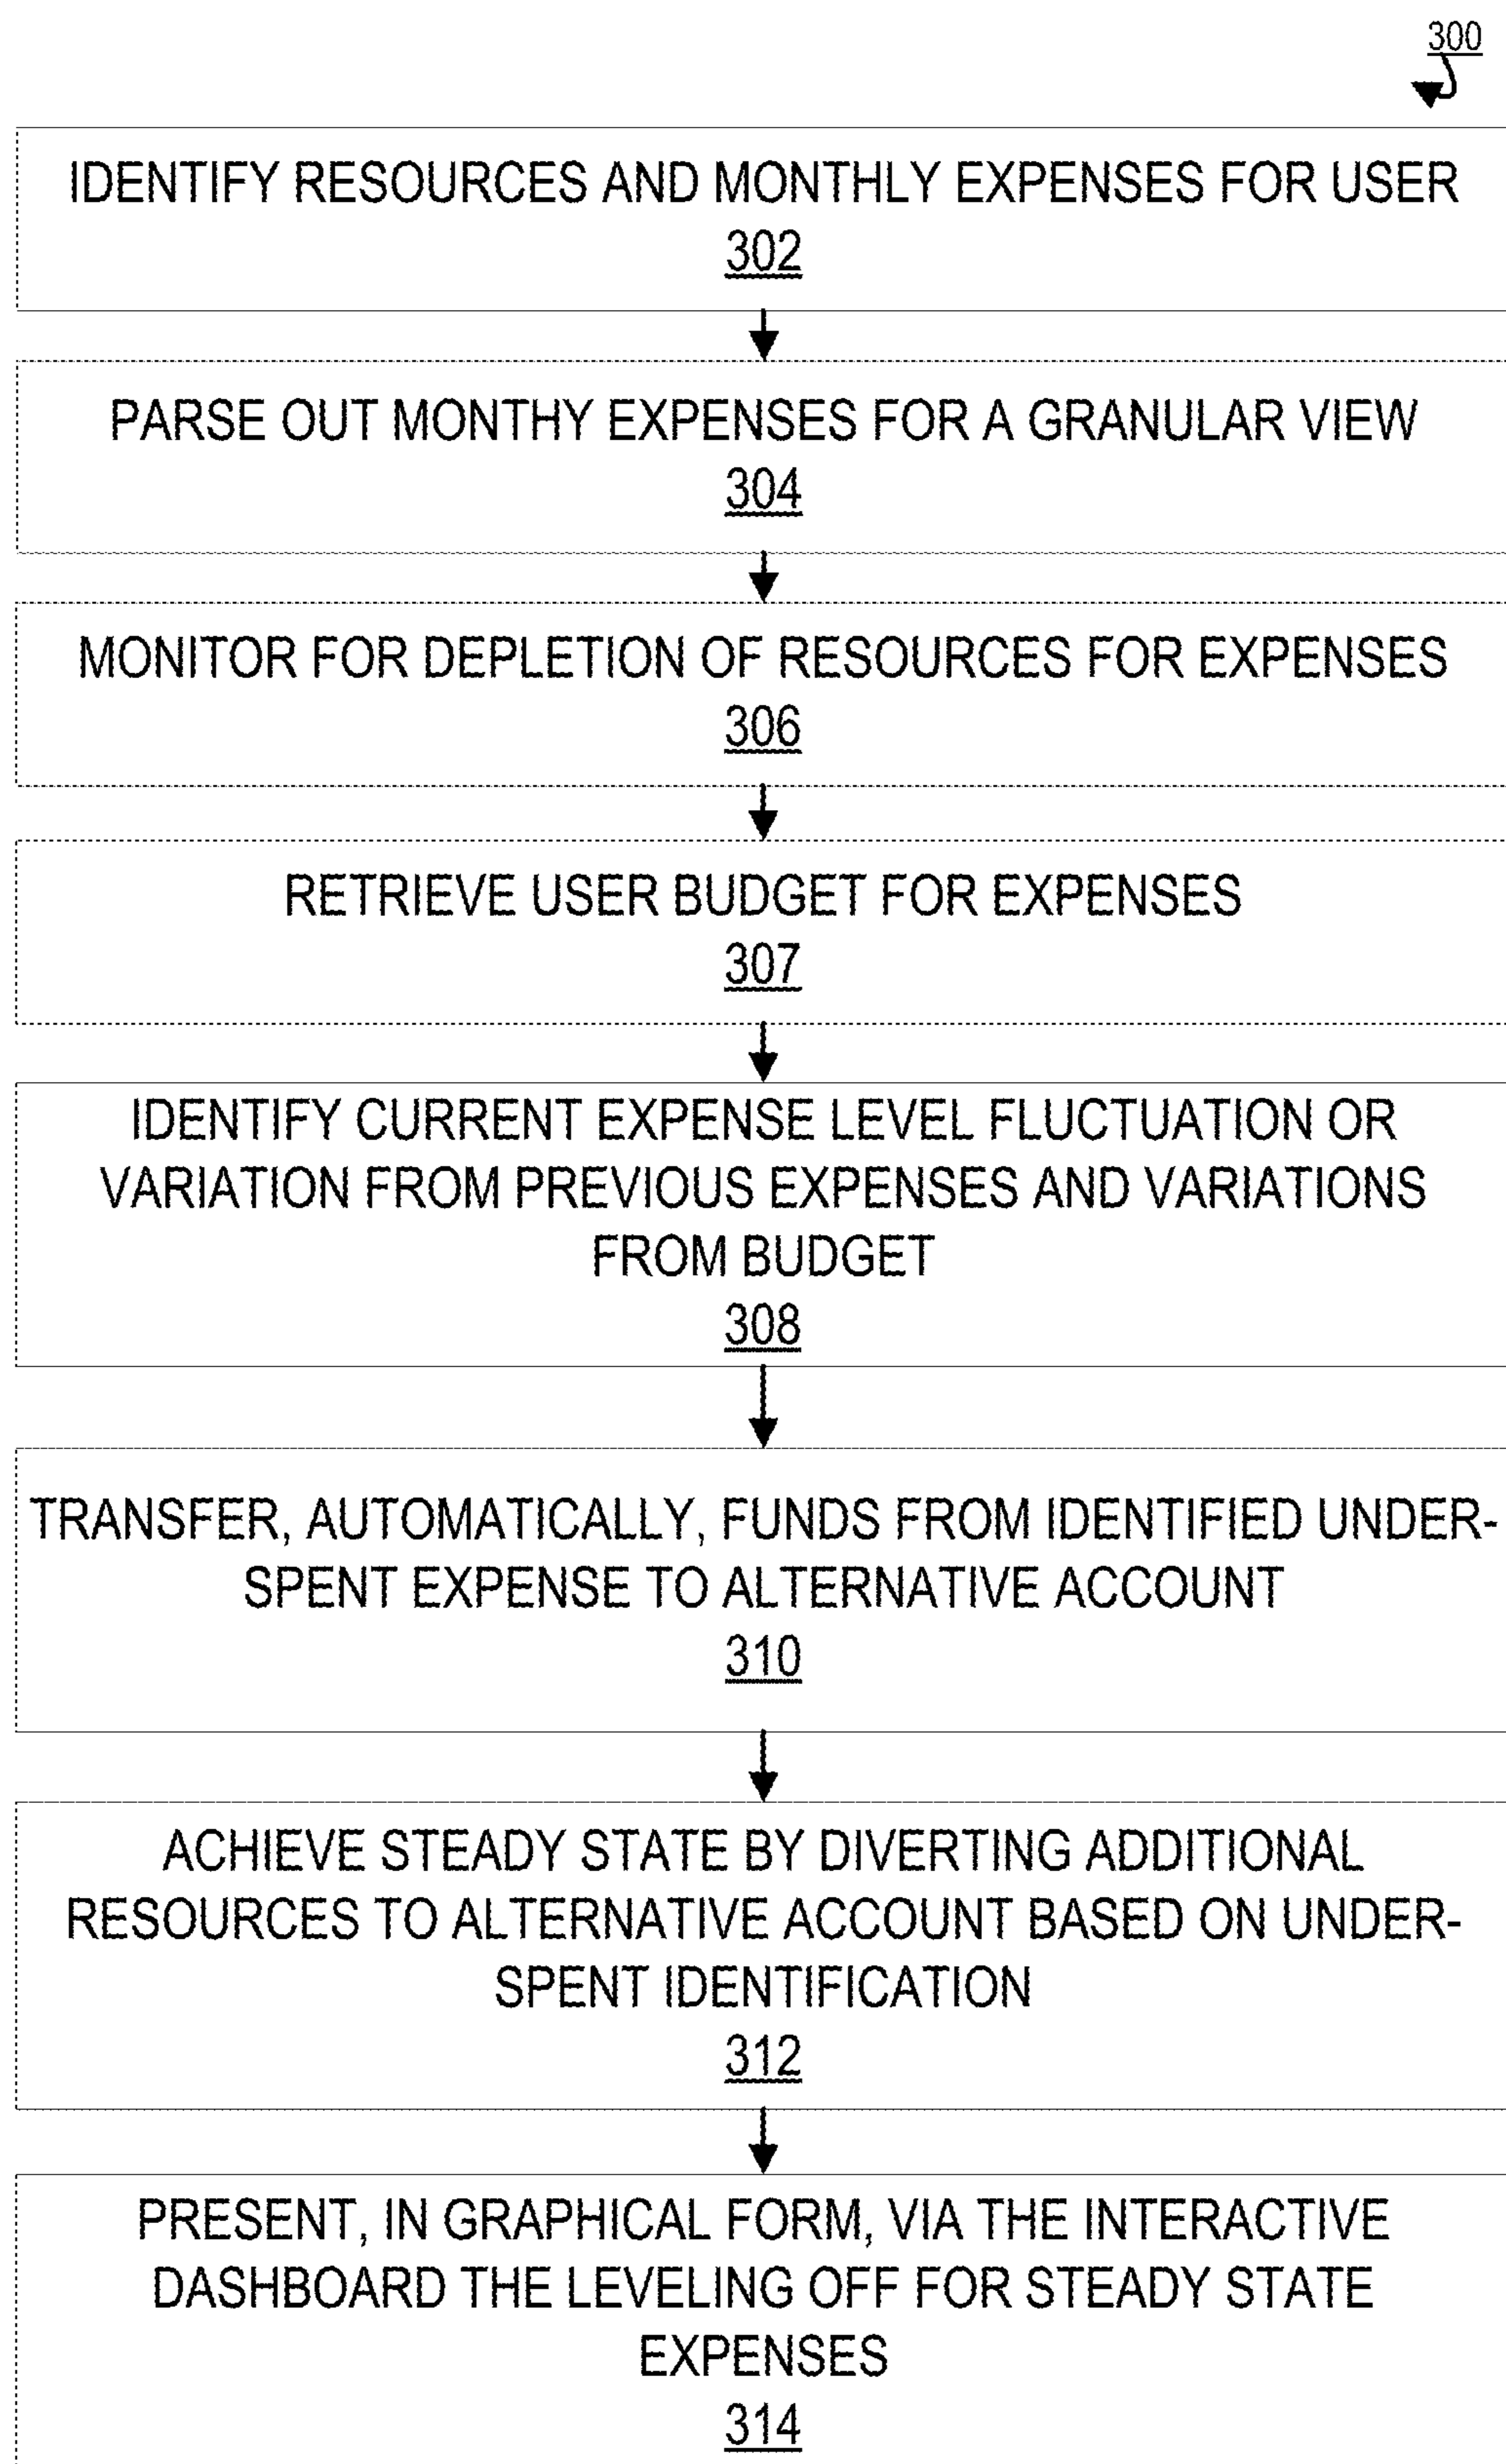 300
IDENTIFY RESOURCES AND MONTHLY EXPENSES FOR USER
302
PARSE OUT MONTHY EXPENSES FOR A GRANULAR VIEW
304
MONITOR FOR DEPLETION OF RESOURCES FOR EXPENSES
306
RETRIEVE USER BUDGET FOR EXPENSES
307
IDENTIFY CURRENT EXPENSE LEVEL FLUCTUATION OR
VARIATION FROM PREVIOUS EXPENSES AND VARIATIONS
FROM BUDGET
308
TRANSFER, AUTOMATICALLY, FUNDS FROM IDENTIFIED UNDER-
SPENT EXPENSE TO ALTERNATIVE ACCOUNT
310
ACHIEVE STEADY STATE BY DIVERTING ADDITIONAL
RESOURCES TO ALTERNATIVE ACCOUNT BASED ON UNDER-
SPENT IDENTIFICATION
312
PRESENT, IN GRAPHICAL FORM, VIA THE INTERACTIVE
DASHBOARD THE LEVELING OFF FOR STEADY STATE
EXPENSES
314